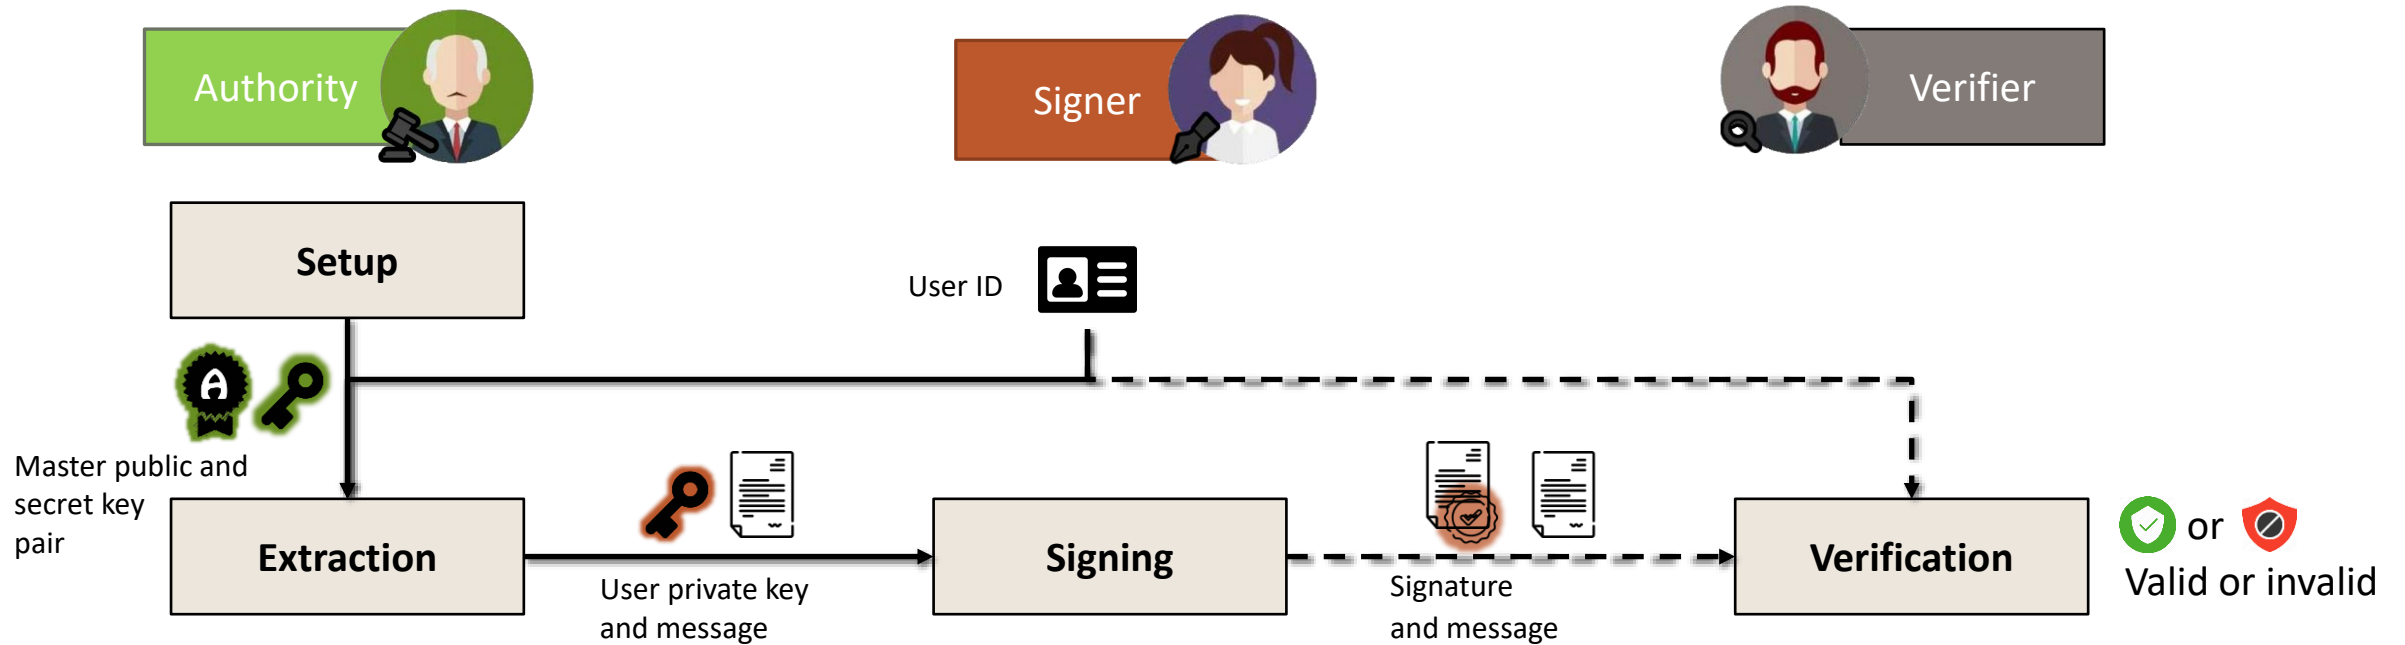 Authority
Signer
Verifier
Setup
User ID
A
Master public and
secret key
pair
Extraction
User private key
and message
Signing
Signature
and message
Verification
or
Valid or invalid